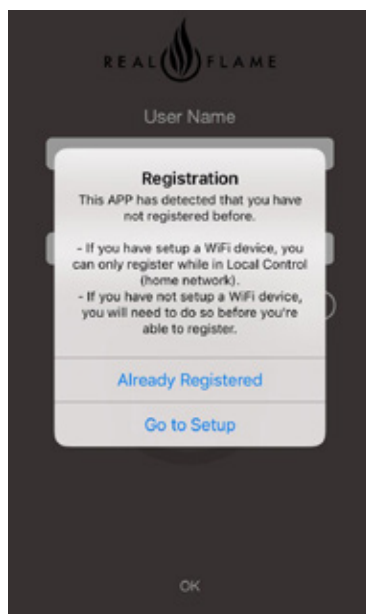 REAL FLAME
User Name
Registration
This APP has detected that you have
not registered before.
- If you have setup a WiFi device, you
can only register while in Local Control
(home network).
- If you have not setup a WiFi device,
you will need to do so before you're
able to register.
Already Registered
Go to Setup
OK